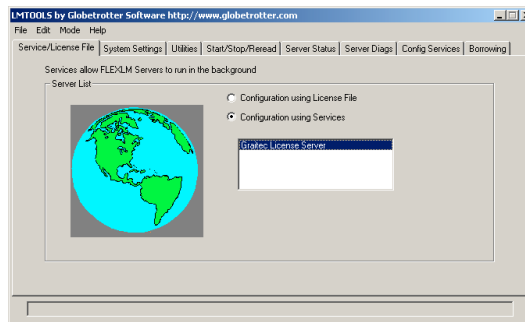 LMTOOLS by Globetrotter Software http://www.globetrotter.com
File Edit Mode Help
Service/License File System Settings Utilities Start/Stop/Reread Server Status Server Diags Config Services Borrowing
Services allow FLEXLM Servers to run in the background
Server List
Configuration using License File
Configuration using Services
Graitec License Server